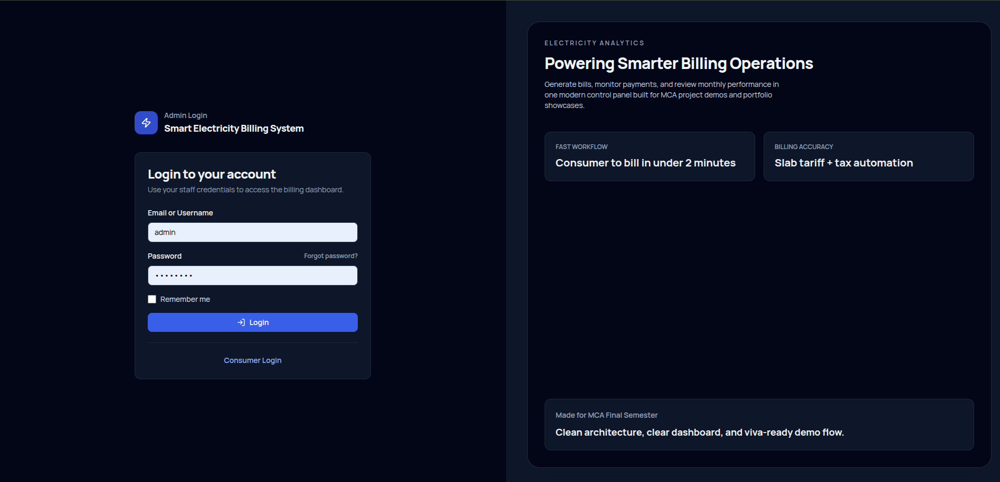 Admin Login
Smart Electricity Billing System
Login to your account
Use your staff credentials to access the billing dashboard.
Email or Username
admin
Password
Forgot password?
••••••••
Remember me
Login
Consumer Login
ELECTRICITY ANALYTICS
Powering Smarter Billing Operations
Generate bills, monitor payments, and review monthly performance in
one modern control panel built for MCA project demos and portfolio
showcases.
FAST WORKFLOW
Consumer to bill in under 2 minutes
BILLING ACCURACY
Slab tariff + tax automation
Made for MCA Final Semester
Clean architecture, clear dashboard, and viva-ready demo flow.